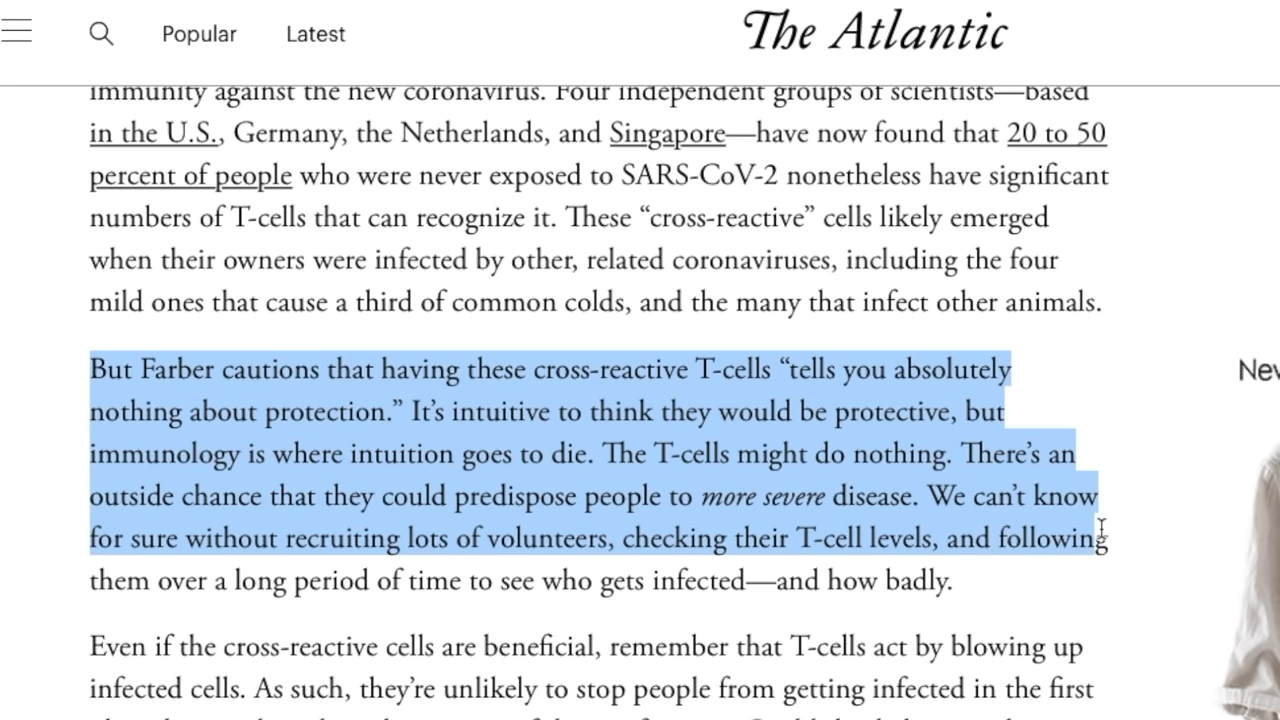 Popular
Latest
The Atlantic
immunity against the new coronavirus. Four independent groups of scientists—based
in the U.S., Germany, the Netherlands, and Singapore—have now found that 20 to 50
percent of people who were never exposed to SARS-CoV-2 nonetheless have significant
numbers of T-cells that can recognize it. These “cross-reactive” cells likely emerged
when their owners were infected by other, related coronaviruses, including the four
mild ones that cause a third of common colds, and the many that infect other animals.
But Farber cautions that having these cross-reactive T-cells “tells you absolutely
nothing about protection.” It’s intuitive to think they would be protective, but
immunology is where intuition goes to die. The T-cells might do nothing. There’s an
outside chance that they could predispose people to more severe disease. We can’t know
for sure without recruiting lots of volunteers, checking their T-cell levels, and following
them over a long period of time to see who gets infected—and how badly.
Even if the cross-reactive cells are beneficial, remember that T-cells act by blowing up
infected cells. As such, they’re unlikely to stop people from getting infected in the first